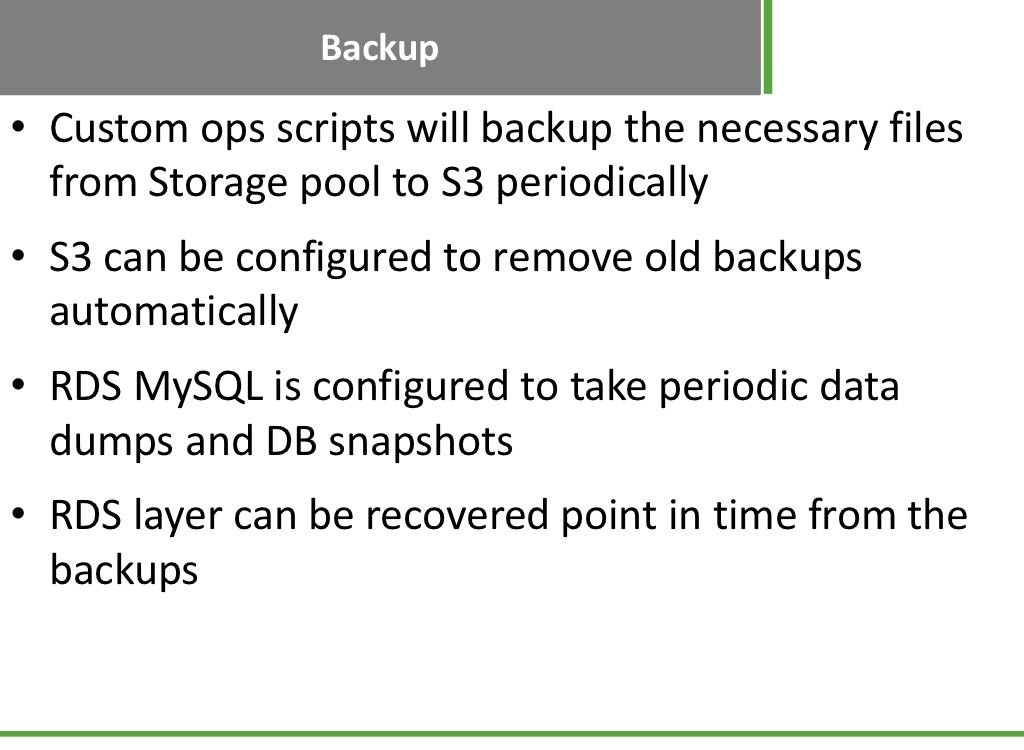 Backup
• Custom ops scripts will backup the necessary files
from Storage pool to S3 periodically
• S3 can be configured to remove old backups
automatically
• RDS MySQL is configured to take periodic data
dumps and DB snapshots
• RDS layer can be recovered point in time from the
backups